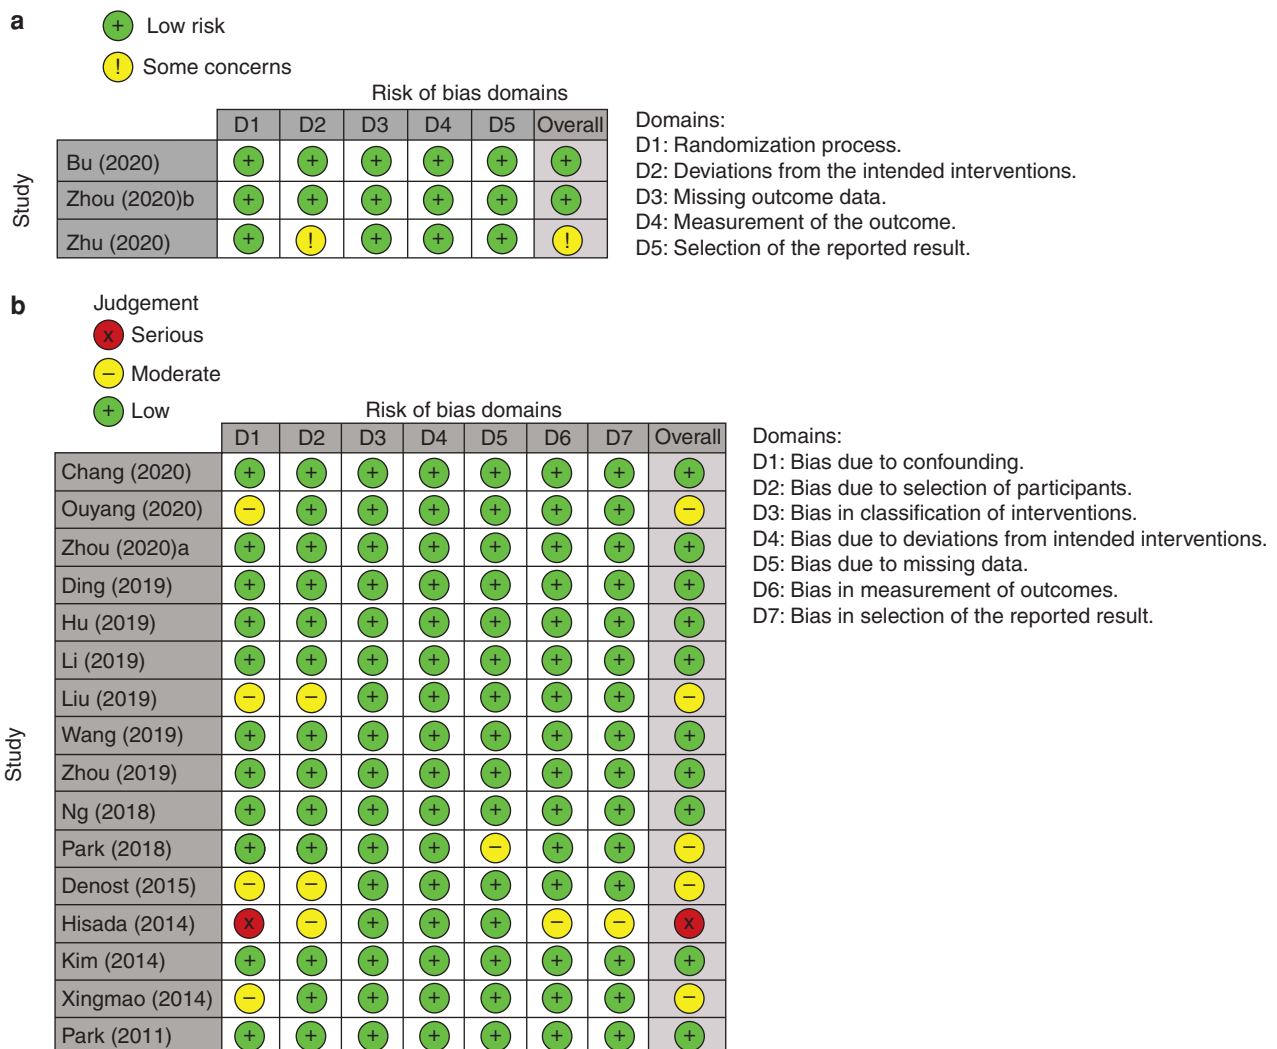 a
+ Low risk
! Some concerns
Risk of bias domains
D1 D2 D3 D4 D5 Overall
Study
Bu (2020) + + + + + +
Zhou (2020)b + + + + + +
Zhu (2020) + ! + + + !
Domains:
D1: Randomization process.
D2: Deviations from the intended interventions.
D3: Missing outcome data.
D4: Measurement of the outcome.
D5: Selection of the reported result.
b
Judgement
x Serious
– Moderate
+ Low
Risk of bias domains
D1 D2 D3 D4 D5 D6 D7 Overall
Study
Chang (2020) + + + + + + + +
Ouyang (2020) – + + + + + + –
Zhou (2020)a + + + + + + + +
Ding (2019) + + + + + + + +
Hu (2019) + + + + + + + +
Li (2019) + + + + + + + +
Liu (2019) – – + + + + + –
Wang (2019) + + + + + + + +
Zhou (2019) + + + + + + + +
Ng (2018) + + + + + + + +
Park (2018) + + + + – + + –
Denost (2015) – – + + + + + –
Hisada (2014) x – + + + – – x
Kim (2014) + + + + + + + +
Xingmao (2014) – + + + + + + –
Park (2011) + + + + + + + +
Domains:
D1: Bias due to confounding.
D2: Bias due to selection of participants.
D3: Bias in classification of interventions.
D4: Bias due to deviations from intended interventions.
D5: Bias due to missing data.
D6: Bias in measurement of outcomes.
D7: Bias in selection of the reported result.